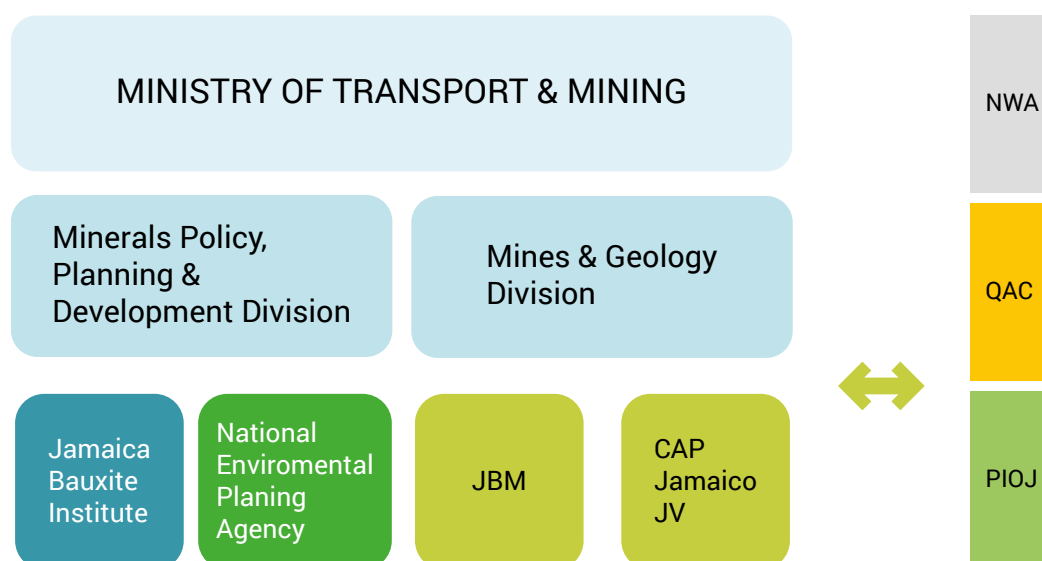 MINISTRY OF TRANSPORT & MINING
Minerals Policy,
Planning &
Development Division
Mines & Geology
Division
Jamaica
Bauxite
Institute
National
Enviromental
Planing
Agency
JBM
CAP
Jamaico
JV
NWA
QAC
PIOJ